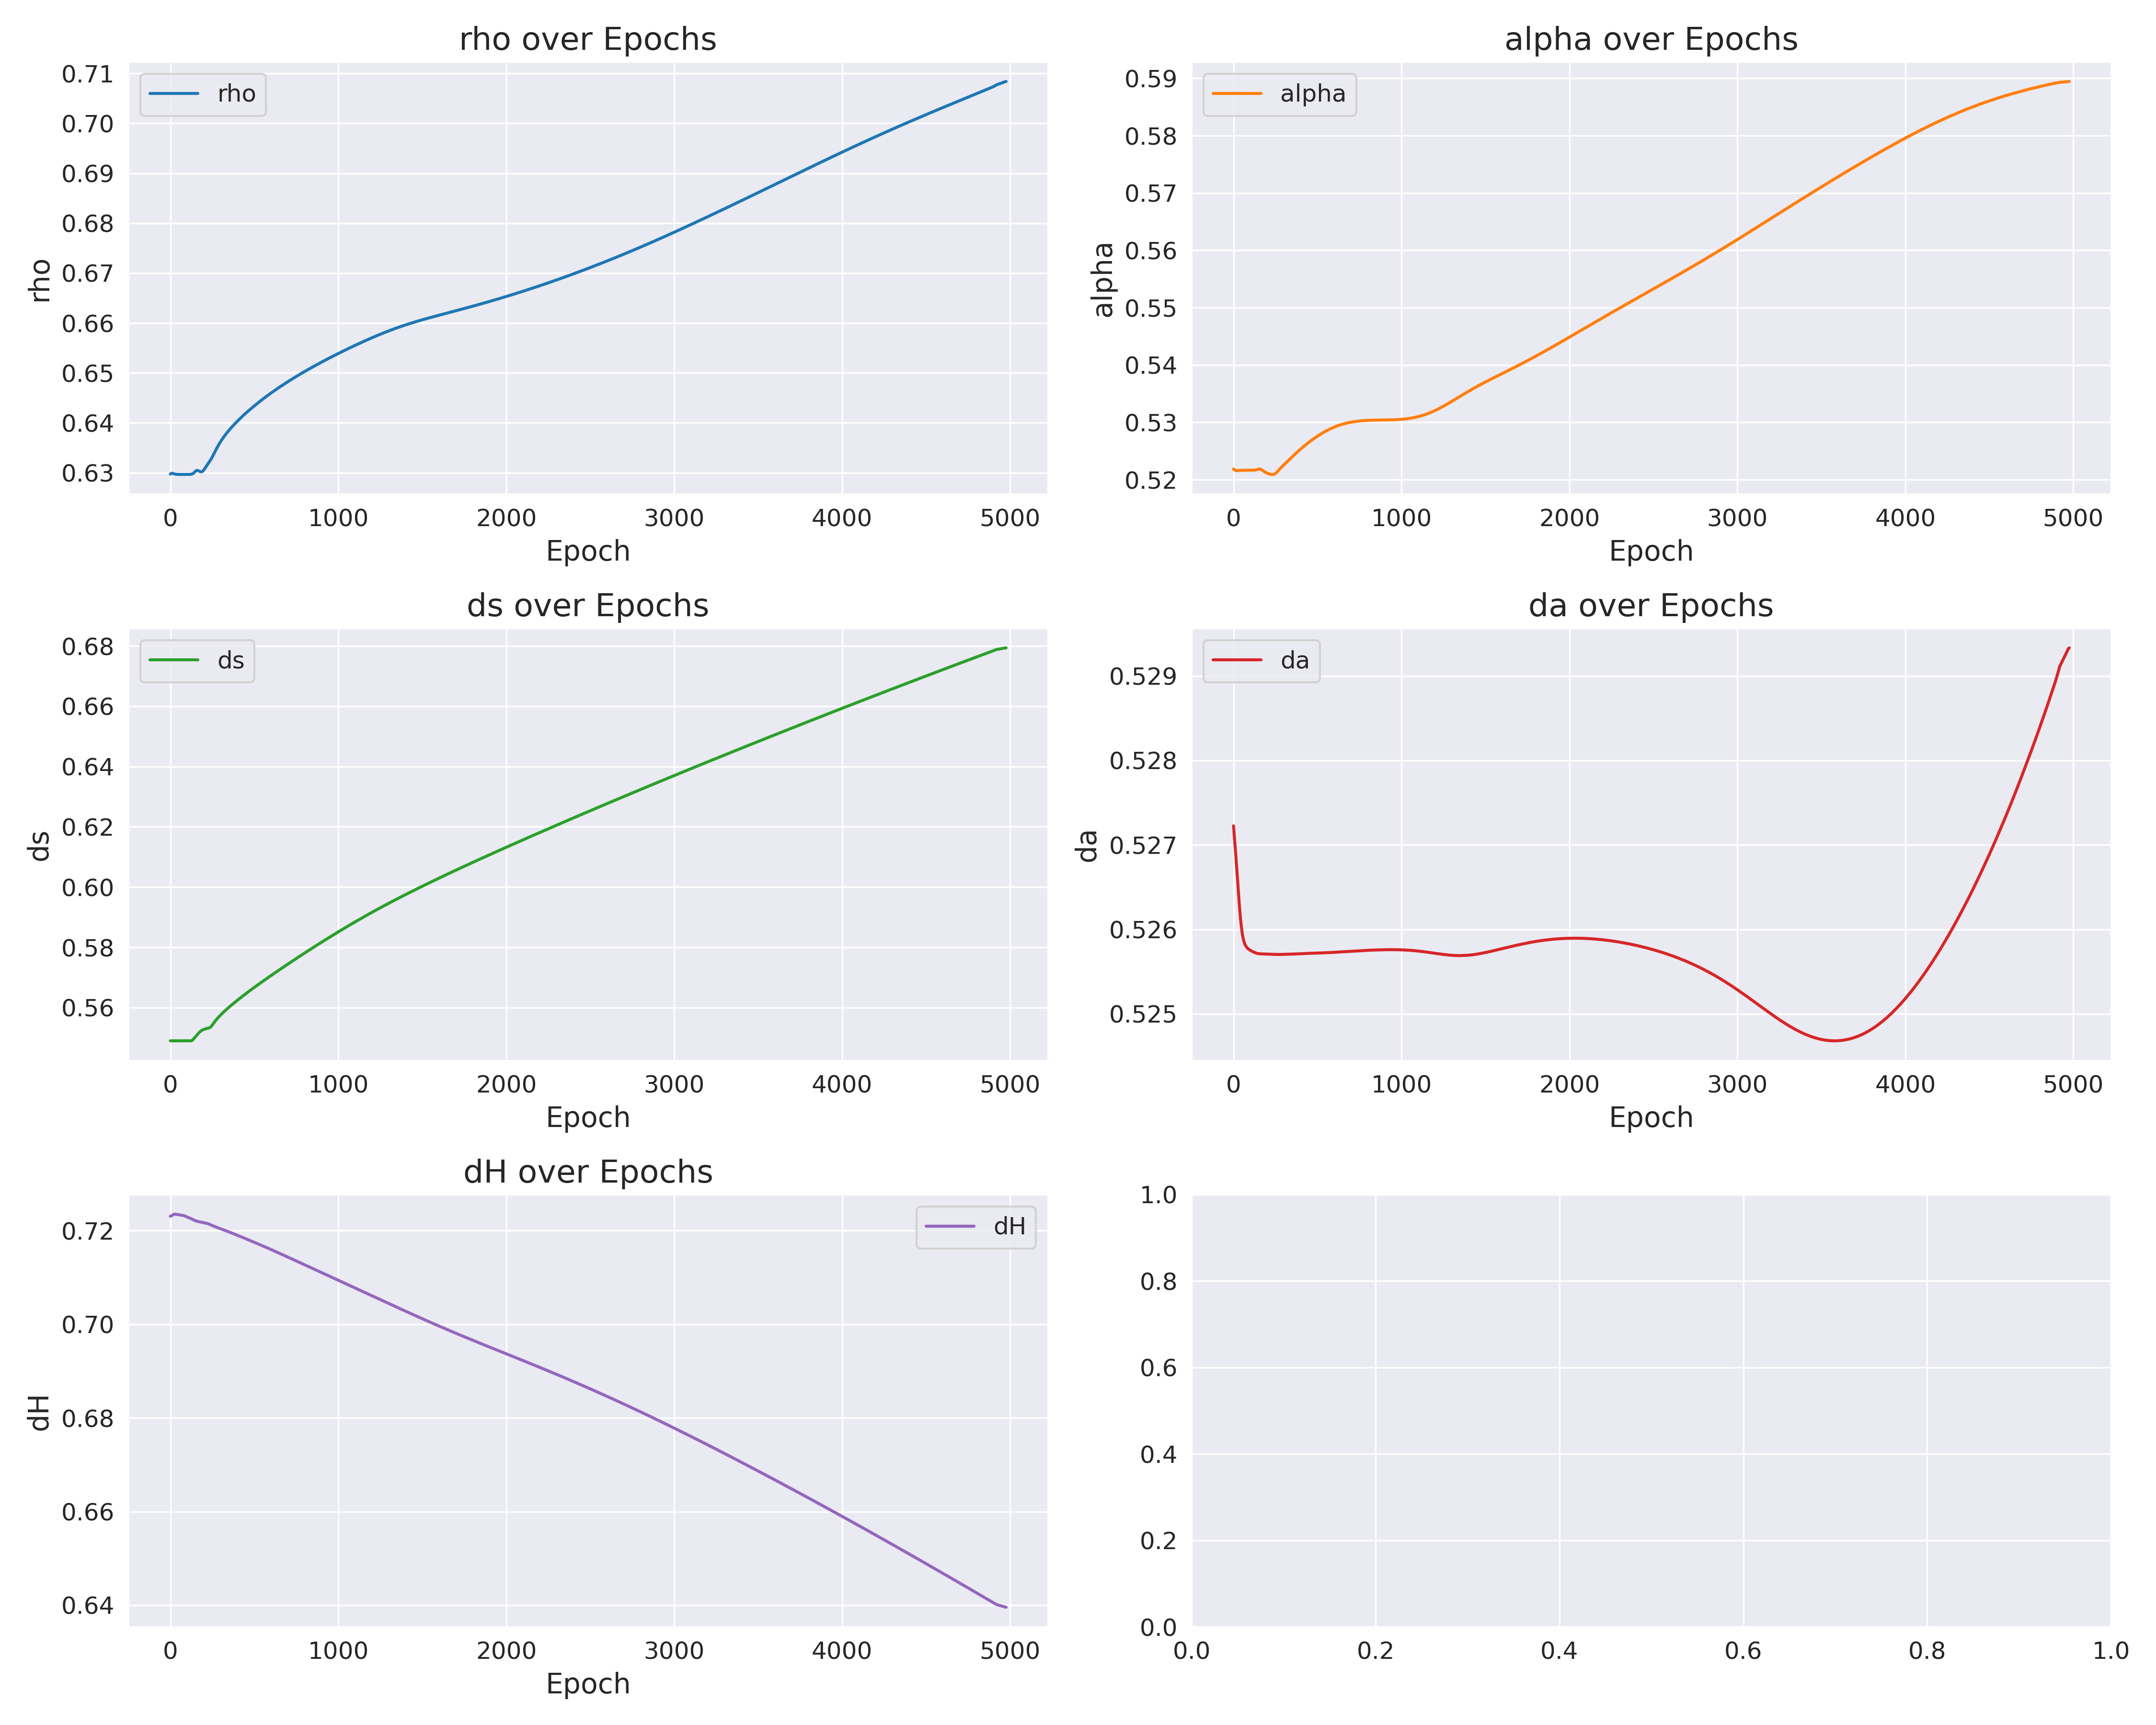 rho over Epochs
0.71
0.70
0.69
0.68
0.67
0.66
0.65
0.64
0.63
rho
rho
0 1000 2000 3000 4000 5000
Epoch
alpha over Epochs
0.59
0.58
0.57
0.56
0.55
0.54
0.53
0.52
alpha
alpha
0 1000 2000 3000 4000 5000
Epoch
ds over Epochs
0.68
0.66
0.64
0.62
0.60
0.58
0.56
ds
ds
0 1000 2000 3000 4000 5000
Epoch
da over Epochs
0.529
0.528
0.527
0.526
0.525
da
da
0 1000 2000 3000 4000 5000
Epoch
dH over Epochs
0.72
0.70
0.68
0.66
0.64
dH
dH
0 1000 2000 3000 4000 5000
Epoch
1.0
0.8
0.6
0.4
0.2
0.0
0.0 0.2 0.4 0.6 0.8 1.0